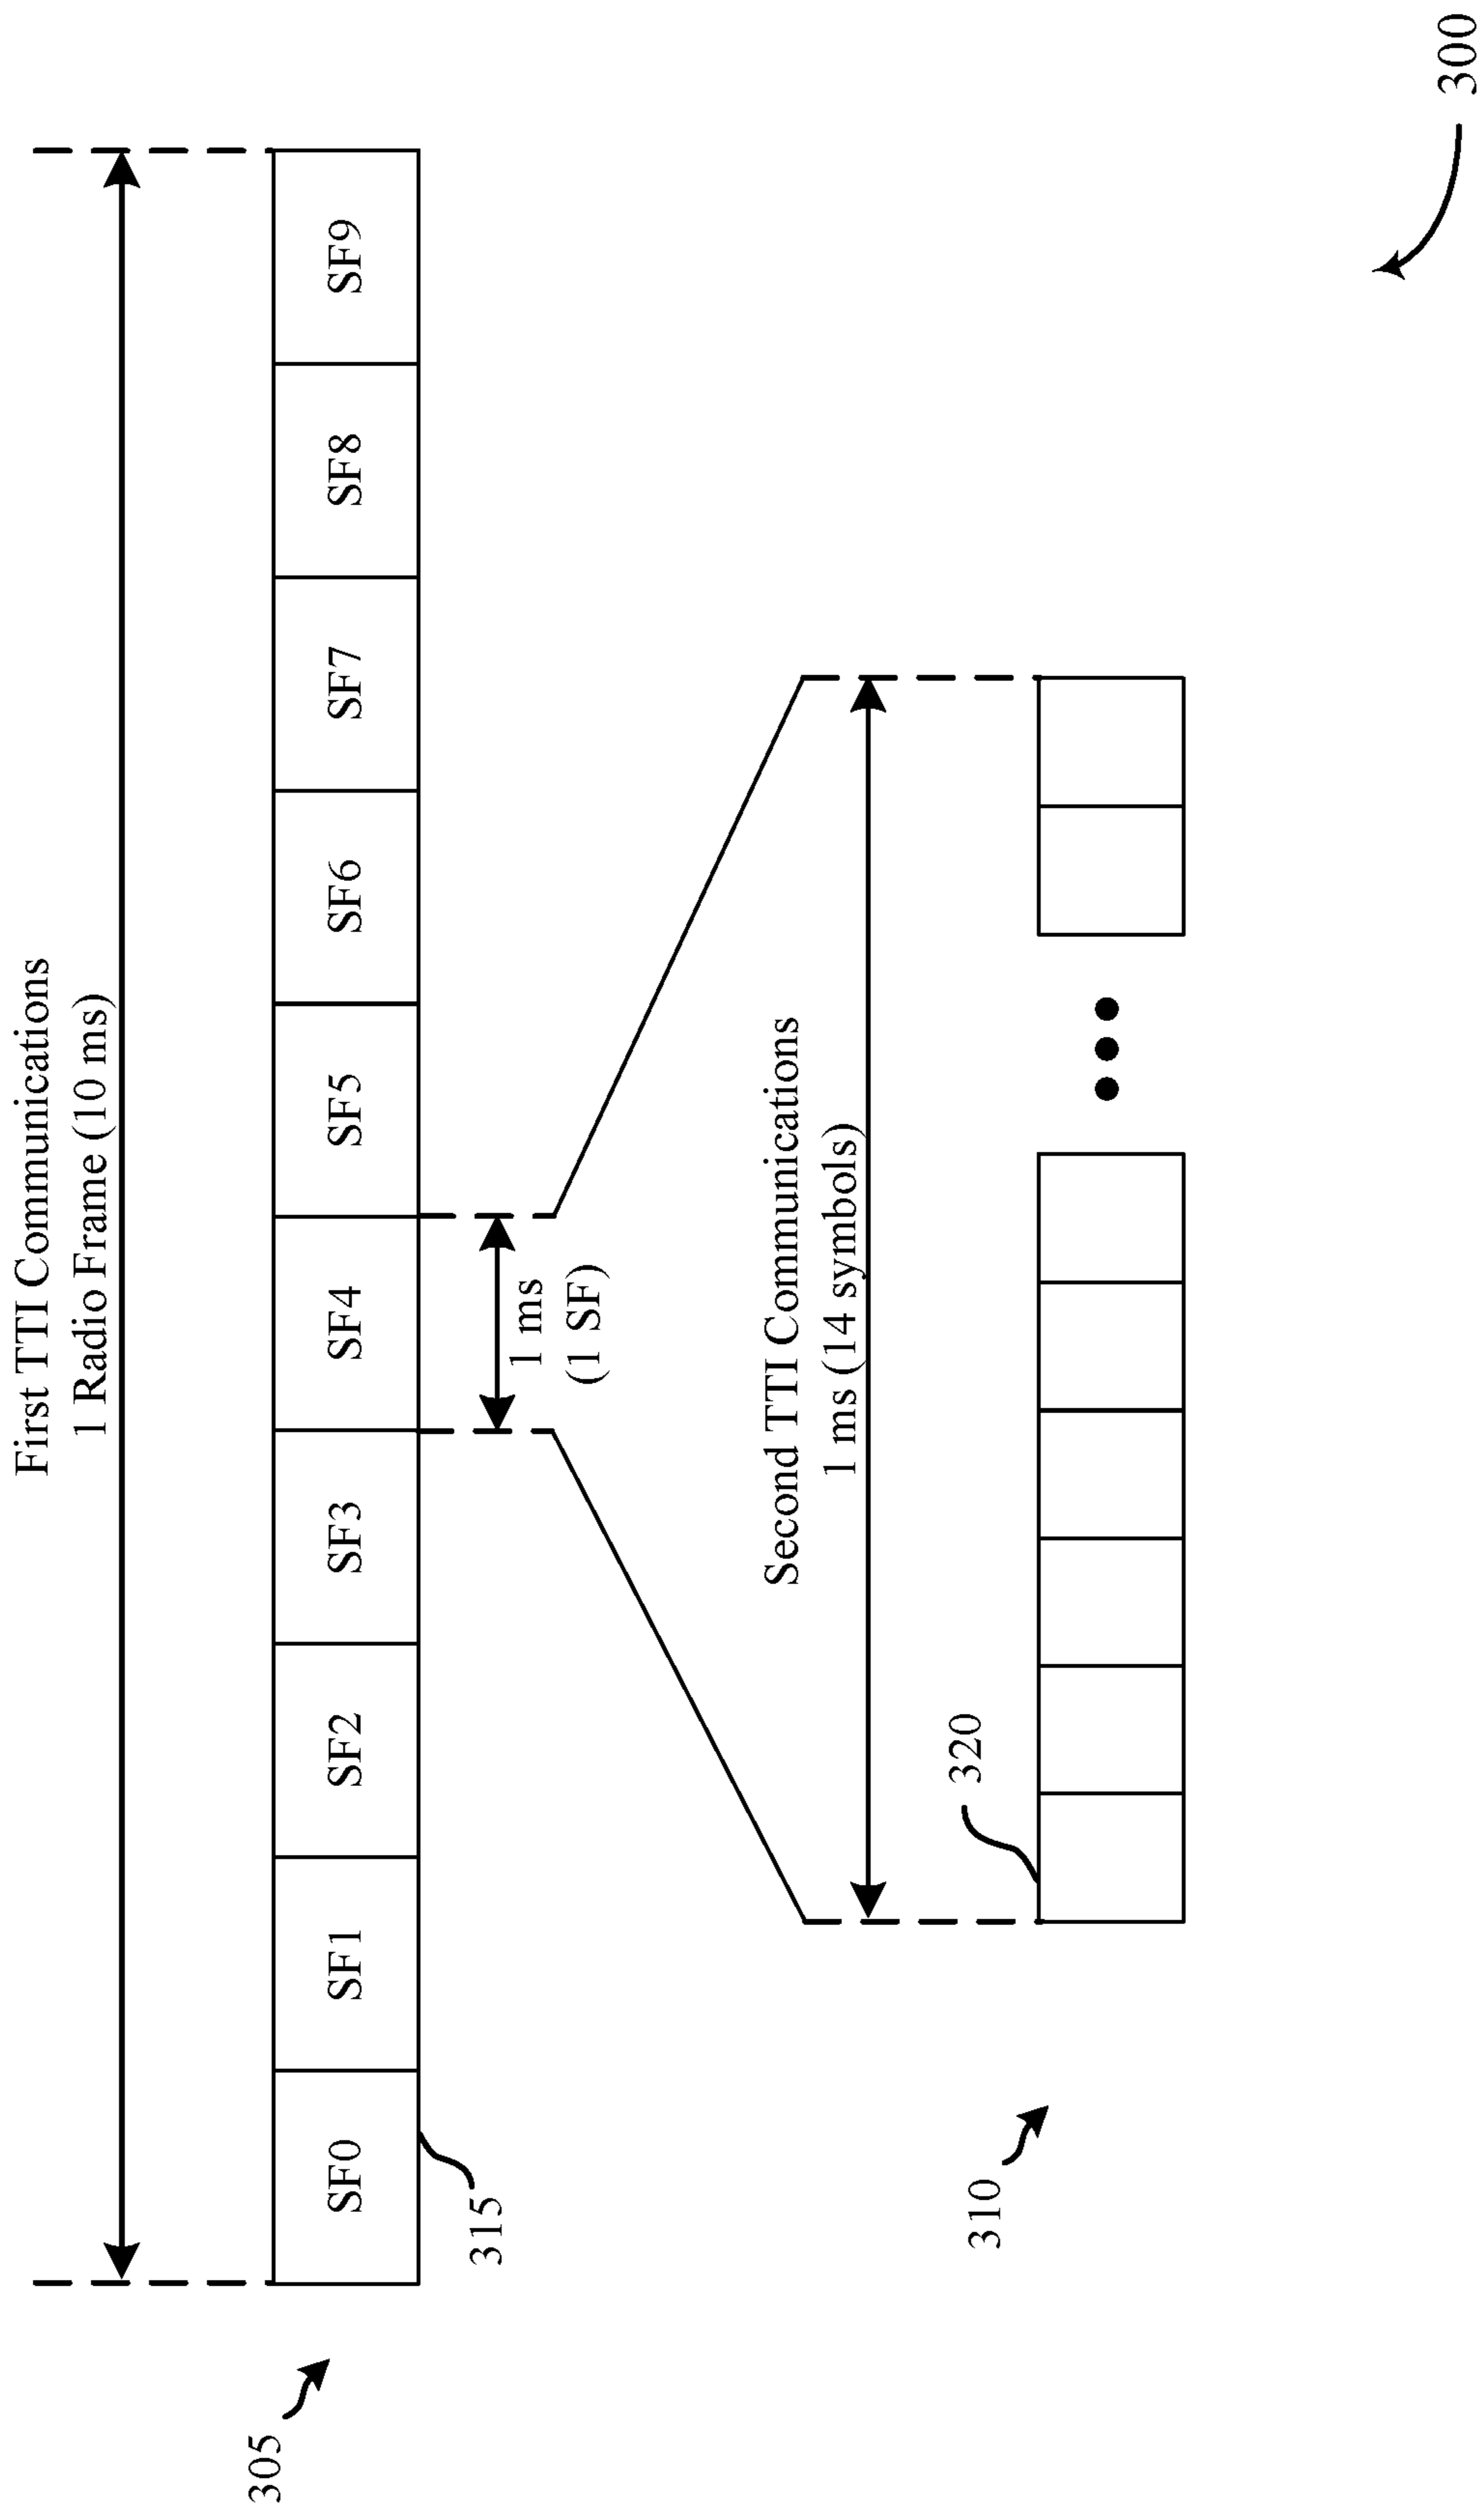 First TTI Communications
1 Radio Frame (10 ms)
305
SF0
SF1
SF2
SF3
SF4
SF5
SF6
SF7
SF8
SF9
315
1 ms
(1 SF)
Second TTI Communications
1 ms (14 symbols)
310
320
300